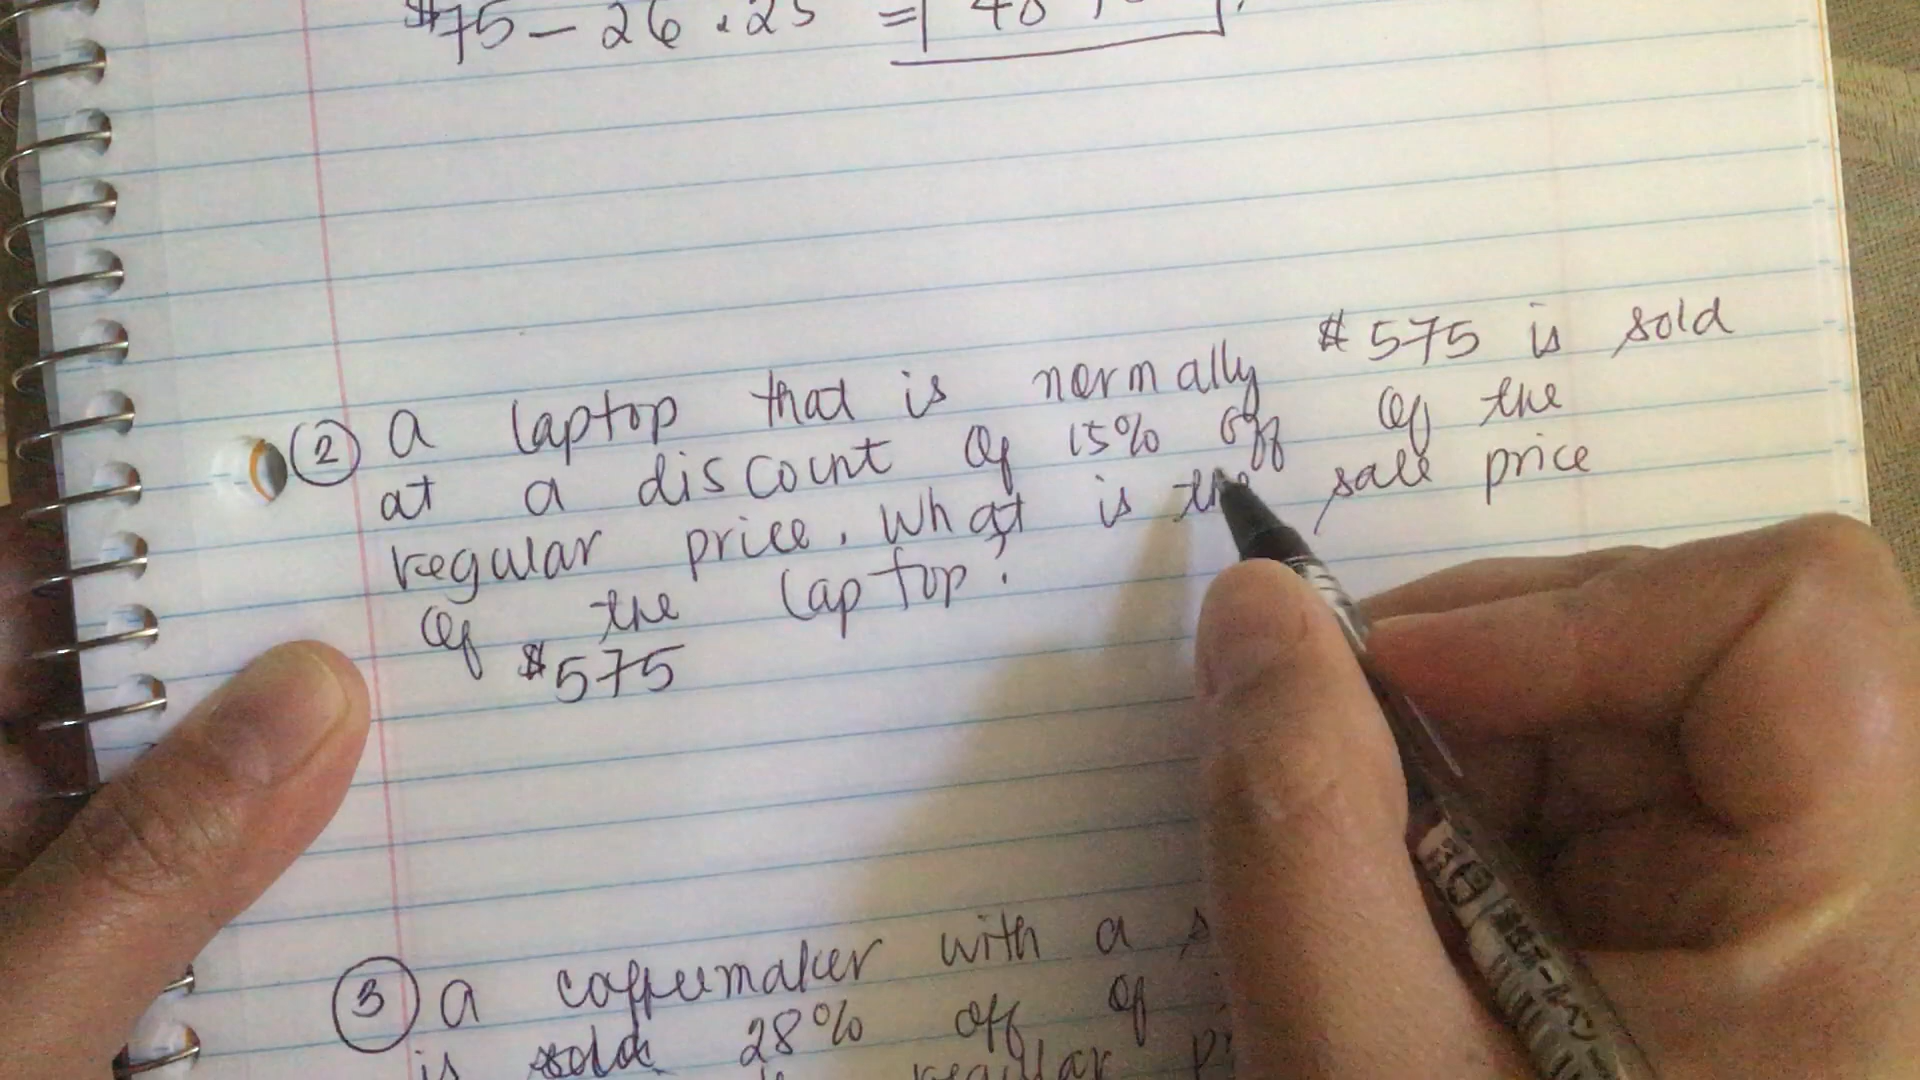 $75 - 26.25 =
(2) a laptop that is normally $575 is sold
at a discount of 15% off of the
regular price. What is the sale price
of the laptop?
$575
(3) a coffeemaker with a
is sold 28% off of
regular